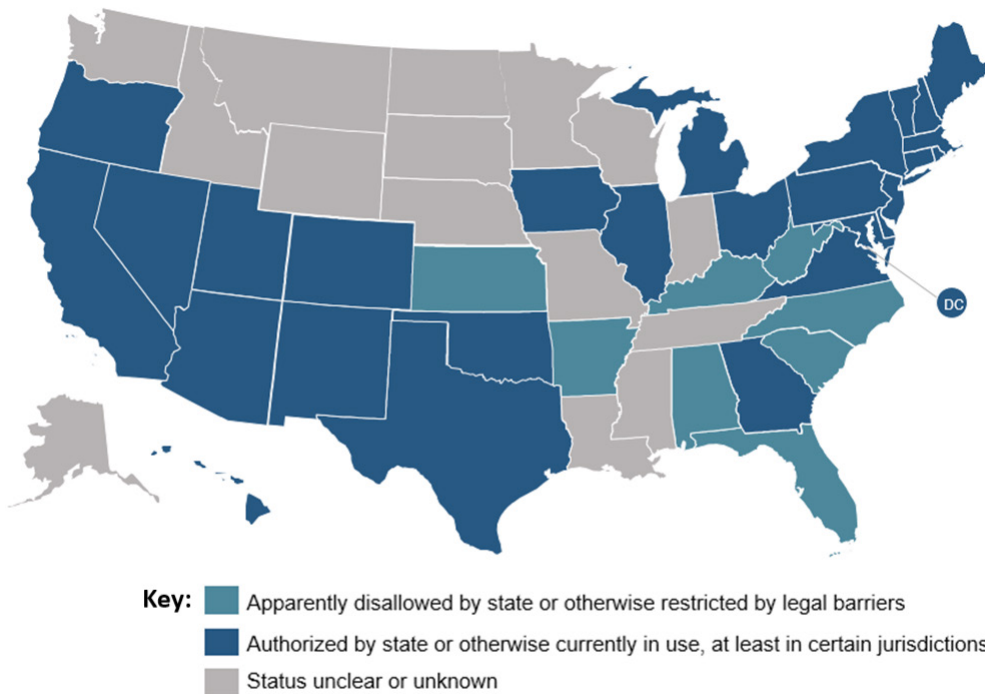 DC
Key:
Apparently disallowed by state or otherwise restricted by legal barriers
Authorized by state or otherwise currently in use, at least in certain jurisdictions
Status unclear or unknown